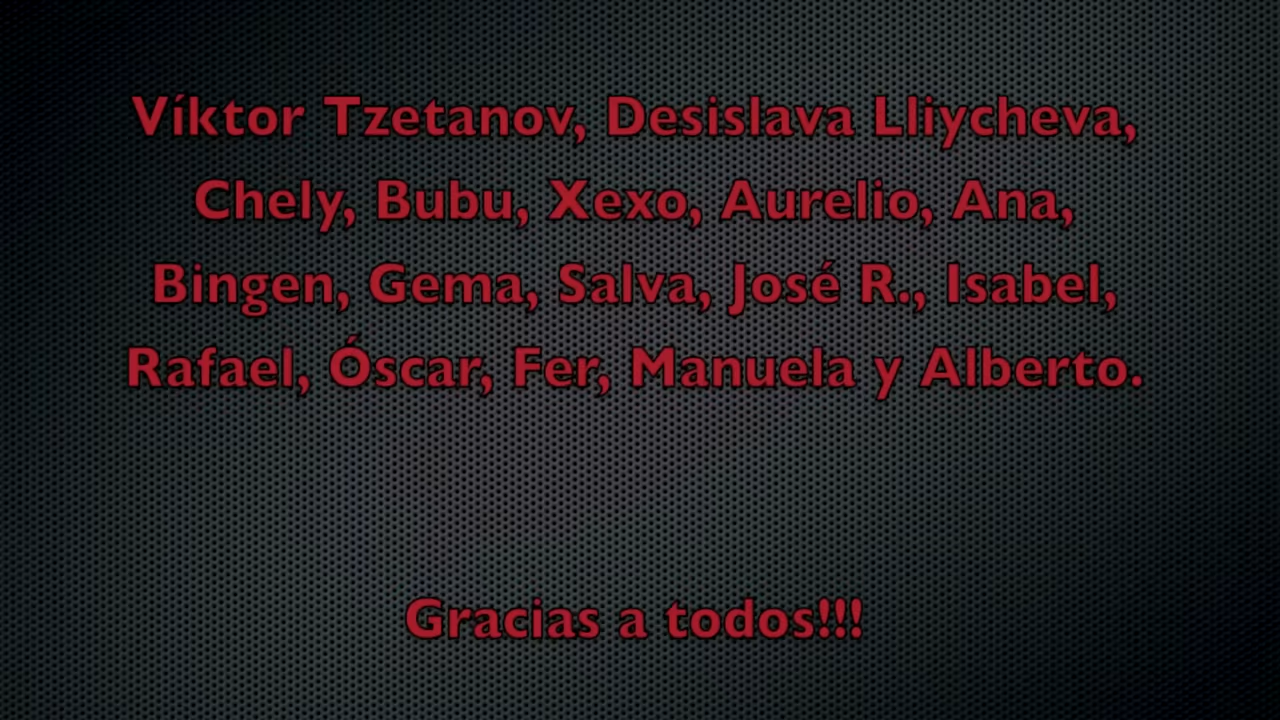 Víktor Tzetanov, Desislava Lliycheva,
Chely, Bubu, Xexo, Aurelio, Ana,
Bingen, Gema, Salva, José R., Isabel,
Rafael, Óscar, Fer, Manuela y Alberto.
Gracias a todos!!!